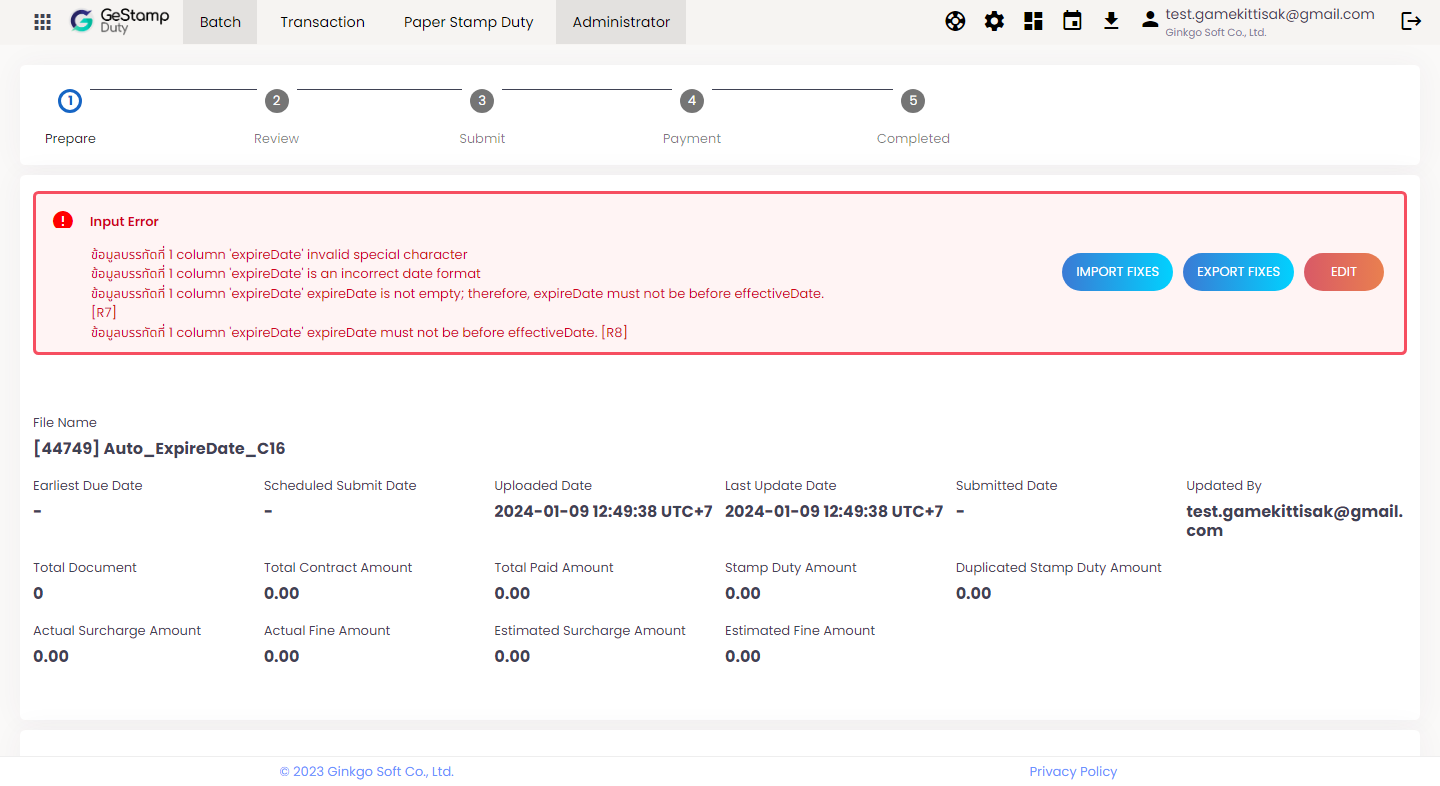 GeStamp
Duty
Batch
Transaction
Paper Stamp Duty
Administrator
test.gamekittisak@gmail.com
Ginkgo Soft Co., Ltd.
1
2
3
4
5
Prepare
Review
Submit
Payment
Completed
Input Error
ข้อมูลบรรทัดที่ 1 column 'expireDate' invalid special character
ข้อมูลบรรทัดที่ 1 column 'expireDate' is an incorrect date format
ข้อมูลบรรทัดที่ 1 column 'expireDate' expireDate is not empty; therefore, expireDate must not be before effectiveDate.
[R7]
ข้อมูลบรรทัดที่ 1 column 'expireDate' expireDate must not be before effectiveDate. [R8]
IMPORT FIXES
EXPORT FIXES
EDIT
File Name
[44749] Auto_ExpireDate_C16
Earliest Due Date
-
Scheduled Submit Date
-
Uploaded Date
2024-01-09 12:49:38 UTC+7
Last Update Date
2024-01-09 12:49:38 UTC+7
Submitted Date
-
Updated By
test.gamekittisak@gmail.
com
Total Document
0
Total Contract Amount
0.00
Total Paid Amount
0.00
Stamp Duty Amount
0.00
Duplicated Stamp Duty Amount
0.00
Actual Surcharge Amount
0.00
Actual Fine Amount
0.00
Estimated Surcharge Amount
0.00
Estimated Fine Amount
0.00
© 2023 Ginkgo Soft Co., Ltd.
Privacy Policy